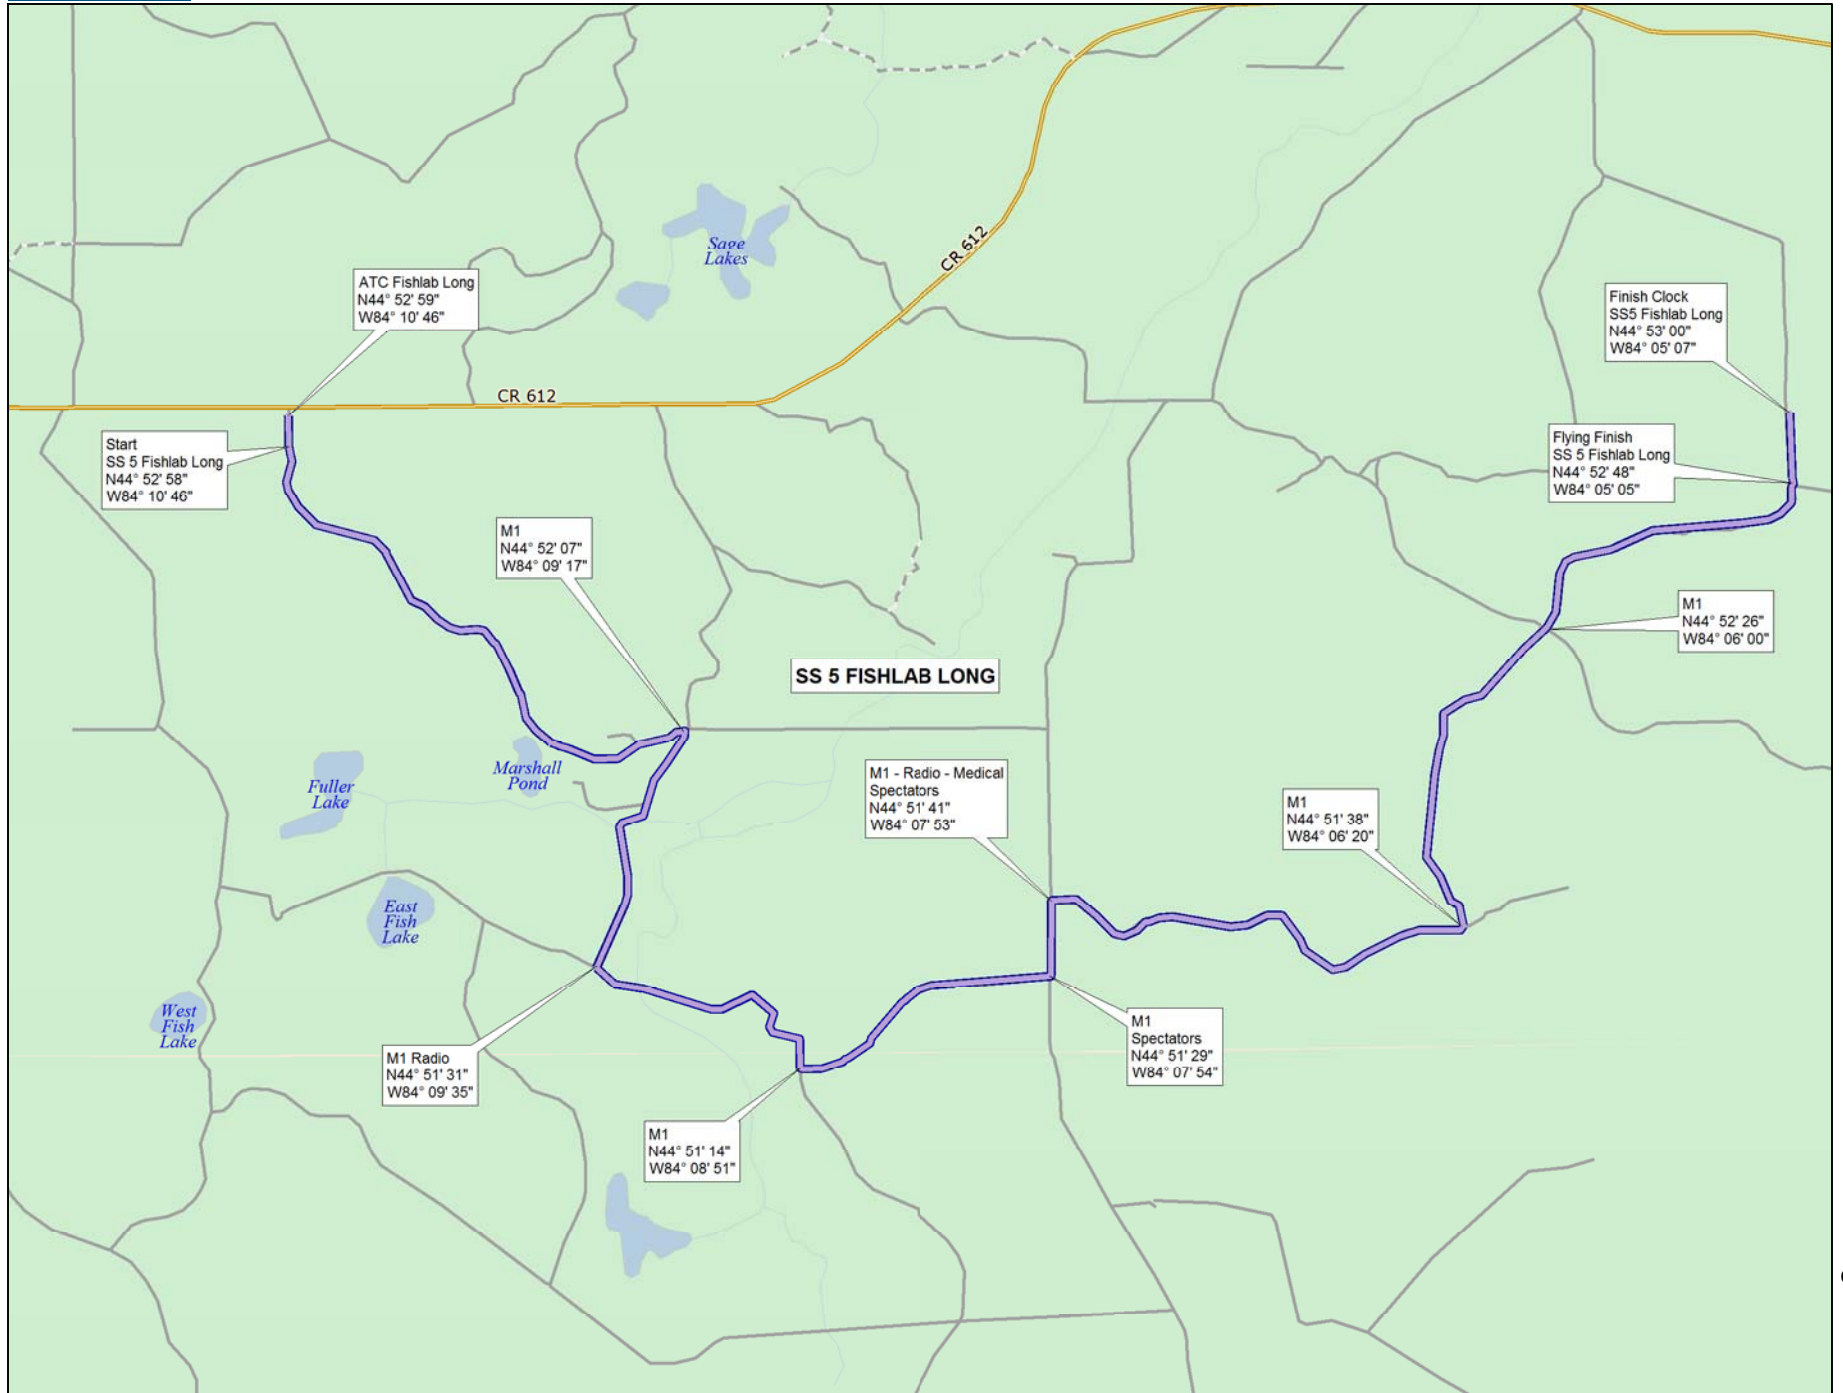 Sage
Lakes
CR 612
ATC Fishlab Long
N44° 52' 59"
W84° 10' 46"
Finish Clock
SS5 Fishlab Long
N44° 53' 00"
W84° 05' 07"
CR 612
Start
SS 5 Fishlab Long
N44° 52' 58"
W84° 10' 46"
Flying Finish
SS 5 Fishlab Long
N44° 52' 48"
W84° 05' 05"
M1
N44° 52' 07"
W84° 09' 17"
M1
N44° 52' 26"
W84° 06' 00"
SS 5 FISHLAB LONG
Marshall
Pond
Fuller
Lake
M1 - Radio - Medical
Spectators
N44° 51' 41"
W84° 07' 53"
M1
N44° 51' 38"
W84° 06' 20"
East
Fish
Lake
West
Fish
Lake
M1
Spectators
N44° 51' 29"
W84° 07' 54"
M1 Radio
N44° 51' 31"
W84° 09' 35"
M1
N44° 51' 14"
W84° 08' 51"